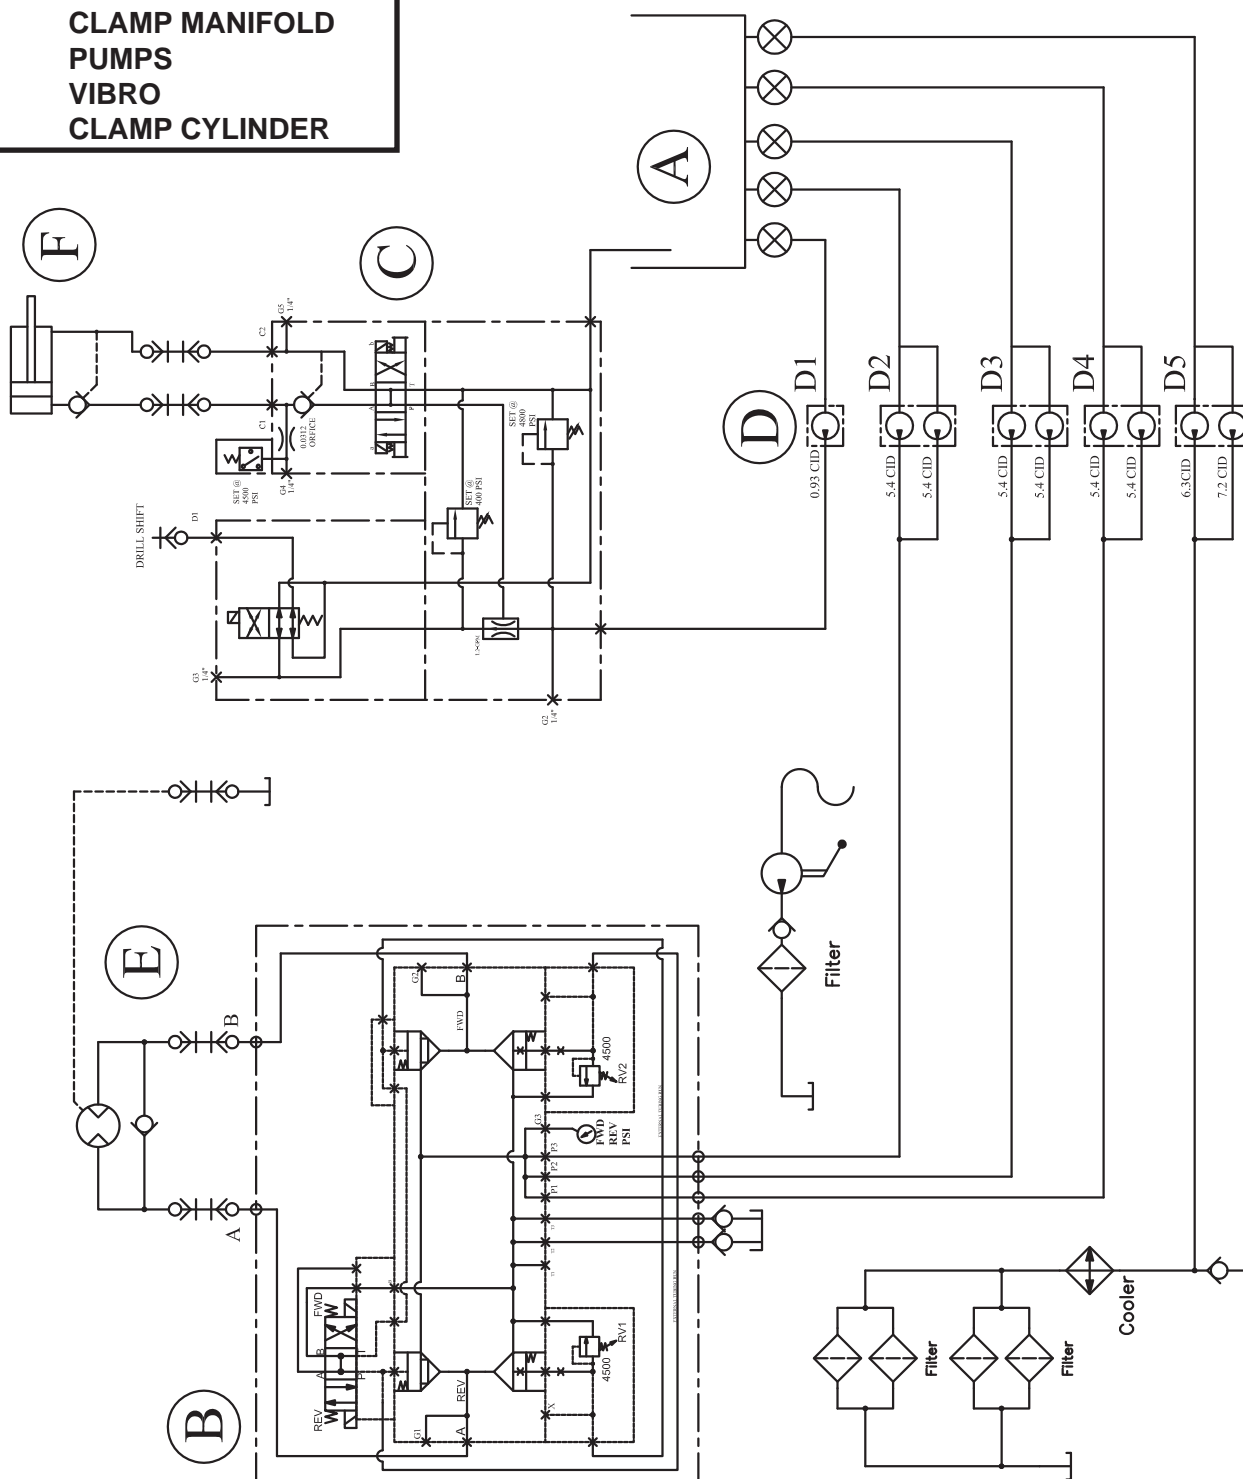 CLAMP MANIFOLD
PUMPS
VIBRO
CLAMP CYLINDER
F
C
A
G5
1/4"
C2
C1
0.0312
ORFICE
SET @
4500
PSI
G4
1/4"
B
A
T
P
b
a
SET @
4800
PSI
SET @
400 PSI
DRILL SHIFT
D1
G3
1/4"
G2
1/4"
D
D1
D2
D3
D4
D5
0.93 CID
5.4 CID
5.4 CID
5.4 CID
5.4 CID
5.4 CID
5.4 CID
6.3CID
7.2 CID
E
B
A
B
G2
B
FWD
4500
RV2
G3
FWD
REV
PSI
P3
P2
P1
FWD
B
A
T
P
REV
REV
G1
A
X
4500
RV1
Filter
Filter
Filter
Cooler